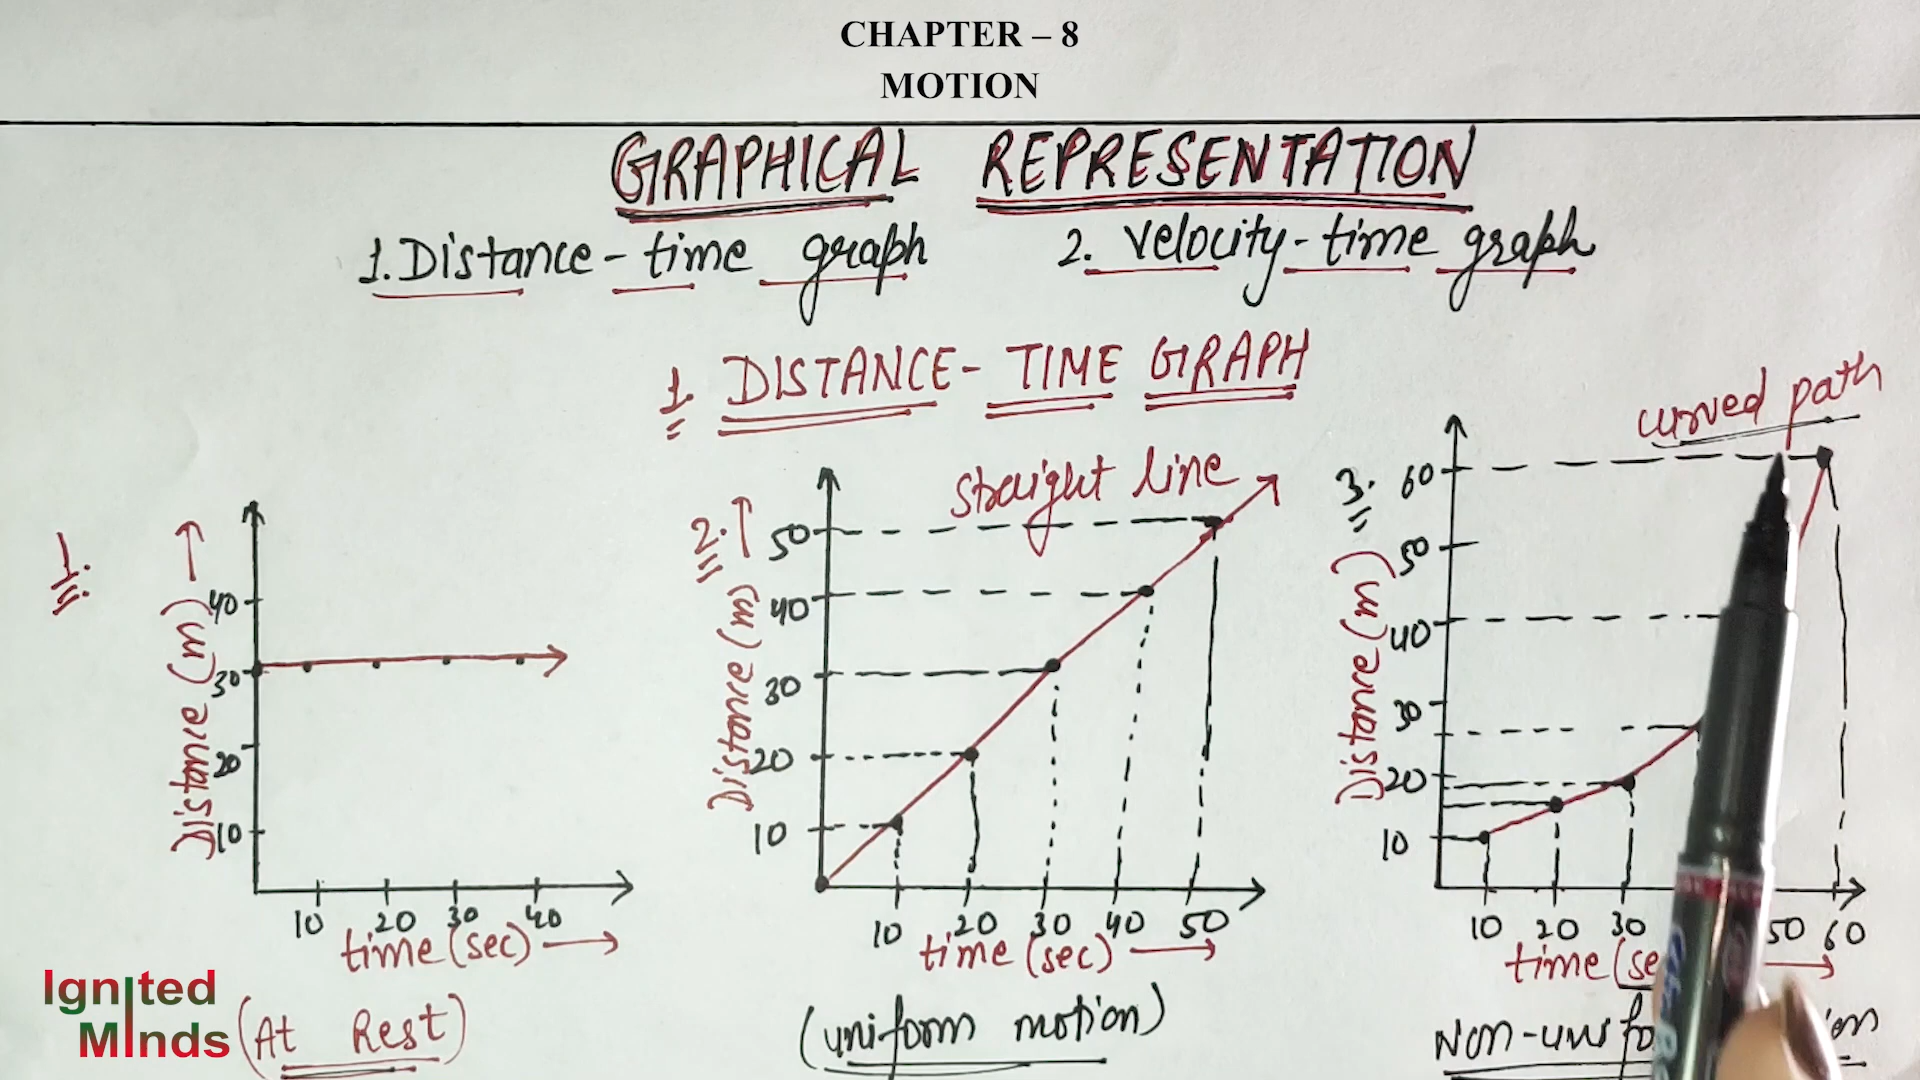 CHAPTER – 8
MOTION
GRAPHICAL REPRESENTATION
1. Distance - time graph
2. Velocity - time graph
1. DISTANCE - TIME GRAPH
1.
Distance (m)
40
30
20
10
10 20 30 40
time (sec)
(At Rest)
2.
straight line
Distance (m)
50
40
30
20
10
10 20 30 40 50
time (sec)
(uniform motion)
3.
curved path
Distance (m)
60
50
40
30
20
10
10 20 30 50 60
time
Ignited
Minds